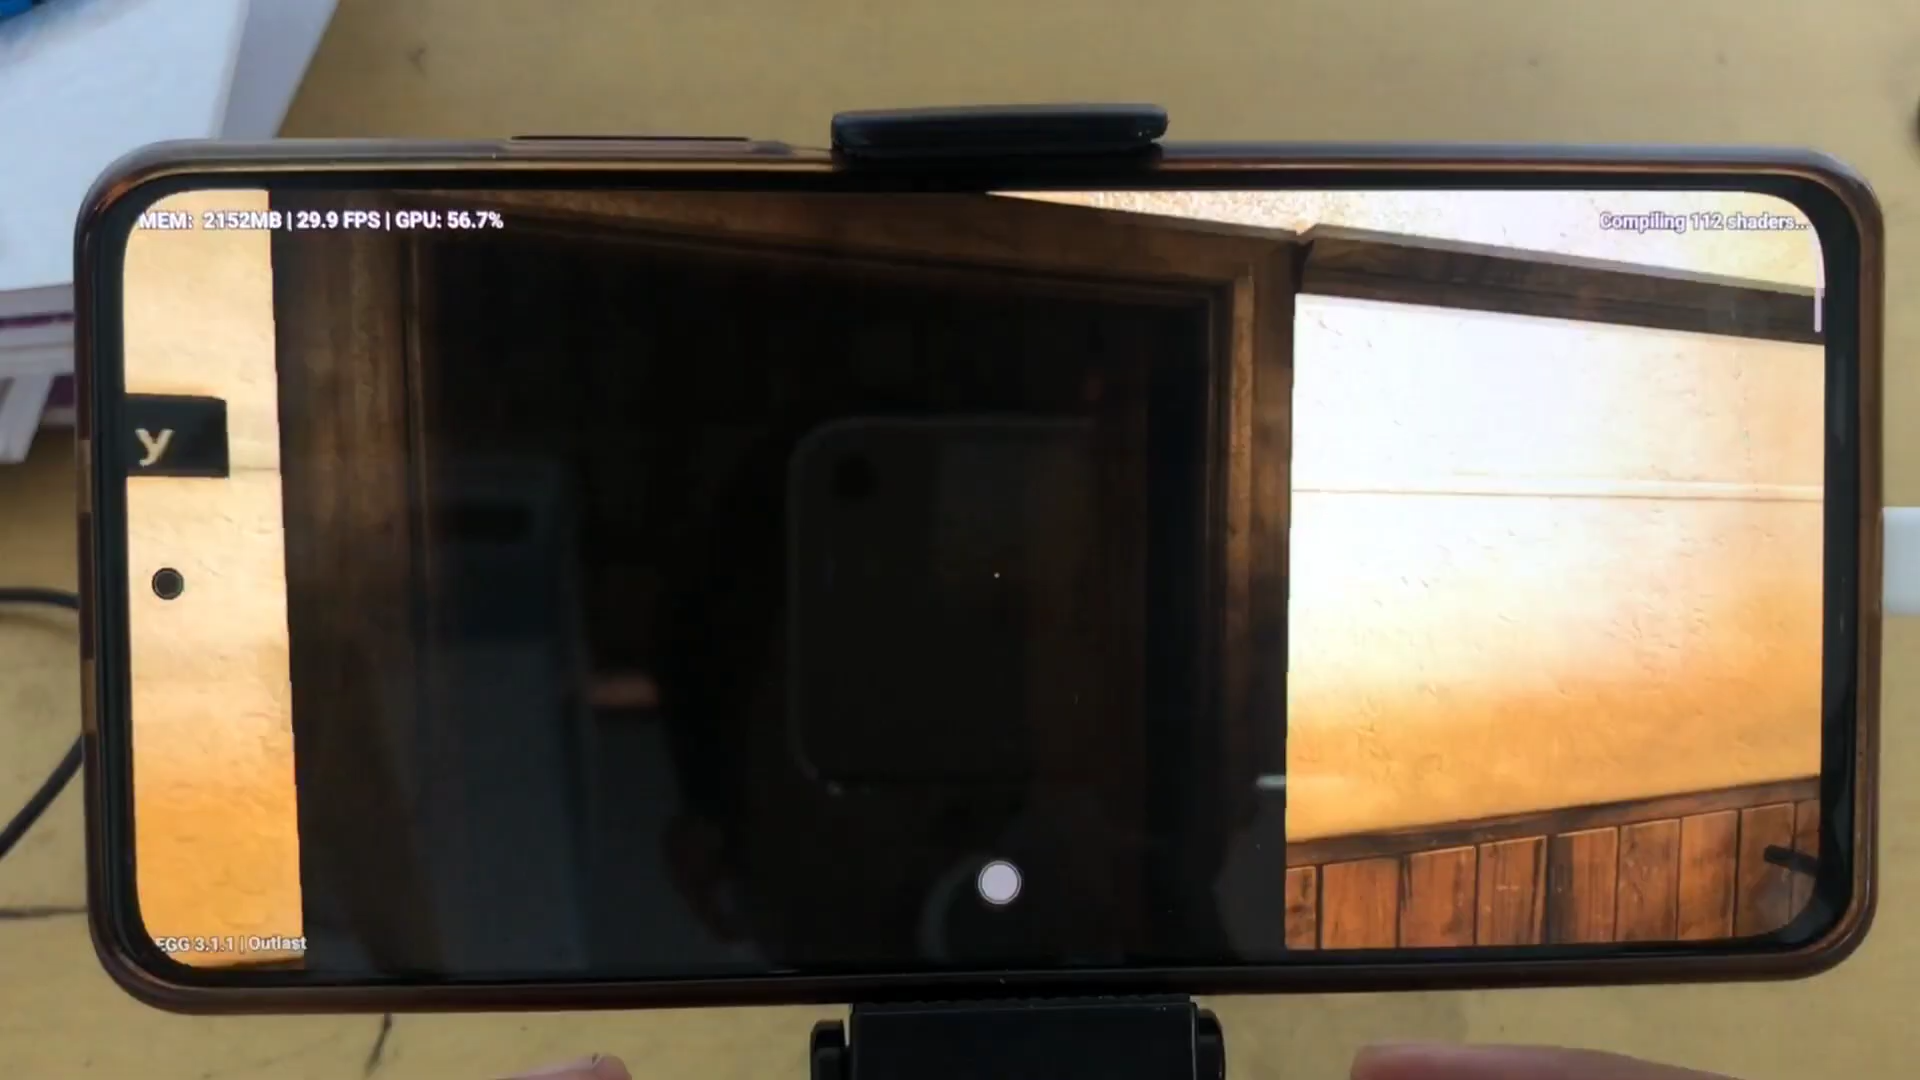 MEM: 2152MB | 29.9 FPS | GPU: 56.7%
Compiling 112 shaders...
y
EGG 3.1.1 | Outlast